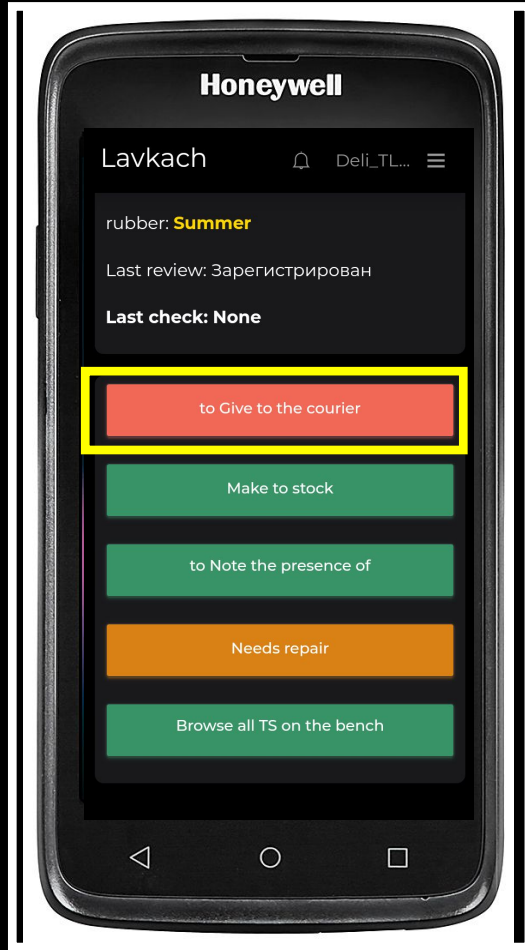 Honeywell
Lavkach Deli_TL...
rubber: Summer
Last review: Зарегистрирован
Last check: None
to Give to the courier
Make to stock
to Note the presence of
Needs repair
Browse all TS on the bench